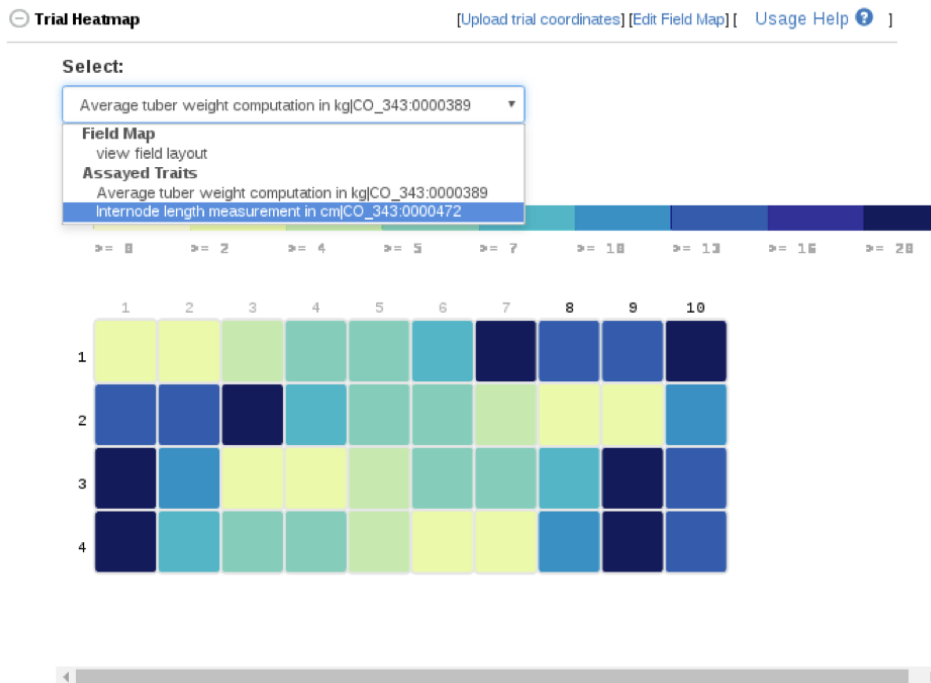 Trial Heatmap [Upload trial coordinates] [Edit Field Map] [ Usage Help ? ]
Select:
Average tuber weight computation in kg|CO_343:0000389
Field Map
view field layout
Assayed Traits
Average tuber weight computation in kg|CO_343:0000389
Internode length measurement in cm|CO_343:0000472
>= 0 >= 2 >= 4 >= 5 >= 7 >= 10 >= 13 >= 16 >= 20
1 2 3 4 5 6 7 8 9 10
1
2
3
4